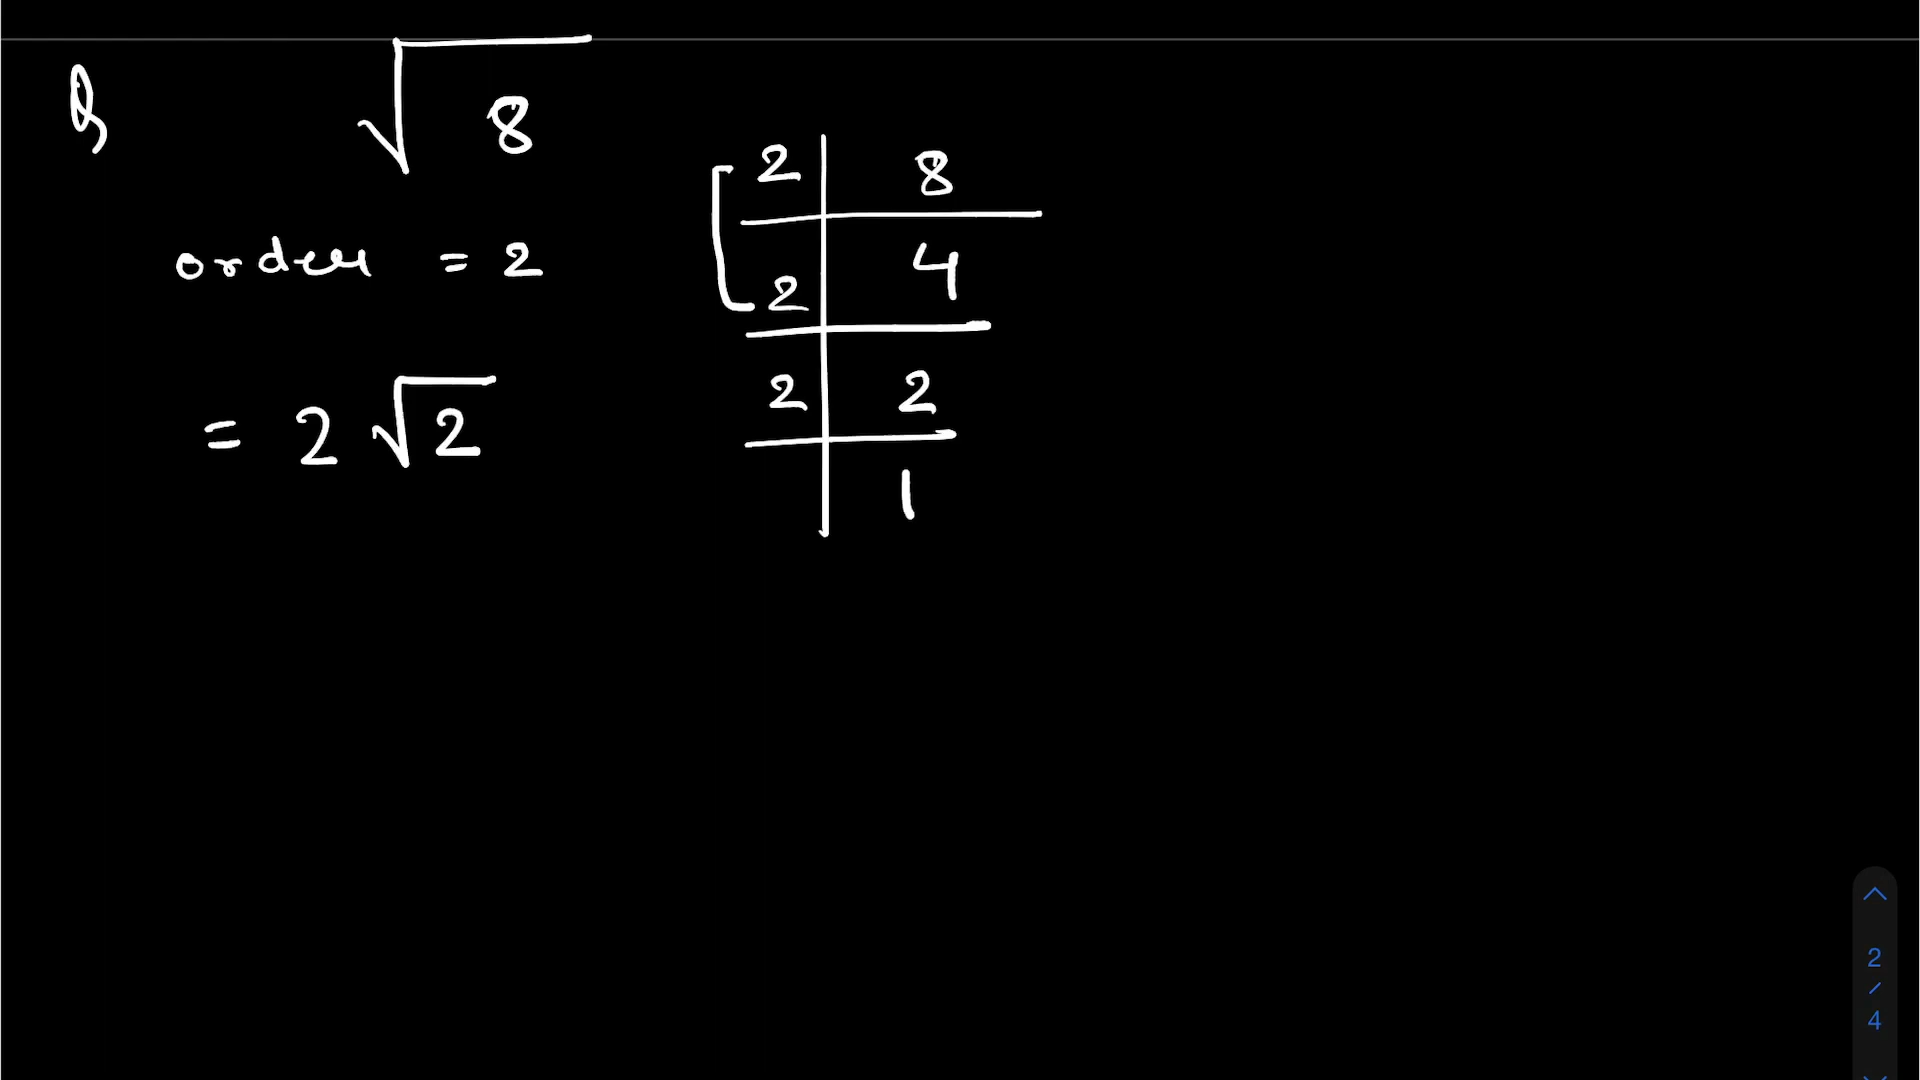 Q √8
order = 2
= 2 √2
2 | 8
2 | 4
2 | 2
1
2
/
4